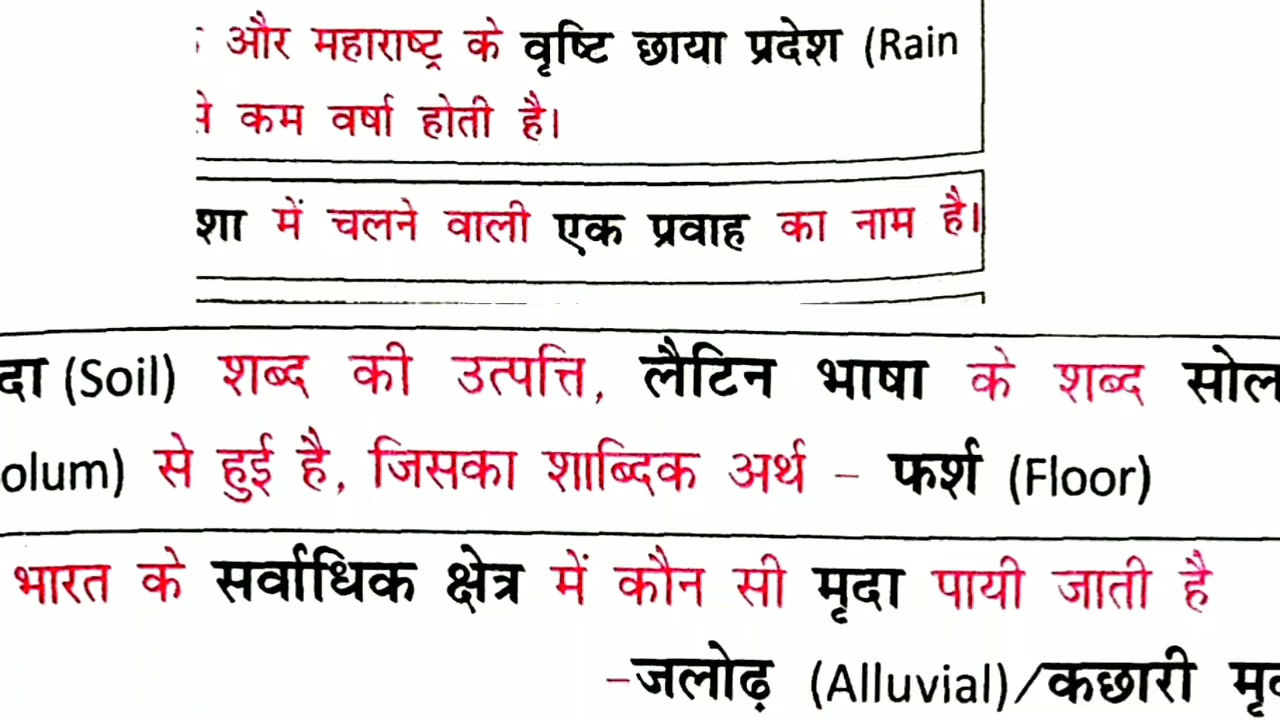 और महाराष्ट्र के वृष्टि छाया प्रदेश (Rain
कम वर्षा होती है।
शा में चलने वाली एक प्रवाह का नाम है।
दा (Soil) शब्द की उत्पत्ति, लैटिन भाषा के शब्द सोल
olum) से हुई है, जिसका शाब्दिक अर्थ – फर्श (Floor)
भारत के सर्वाधिक क्षेत्र में कौन सी मृदा पायी जाती है
–जलोढ़ (Alluvial)/कछारी मृद